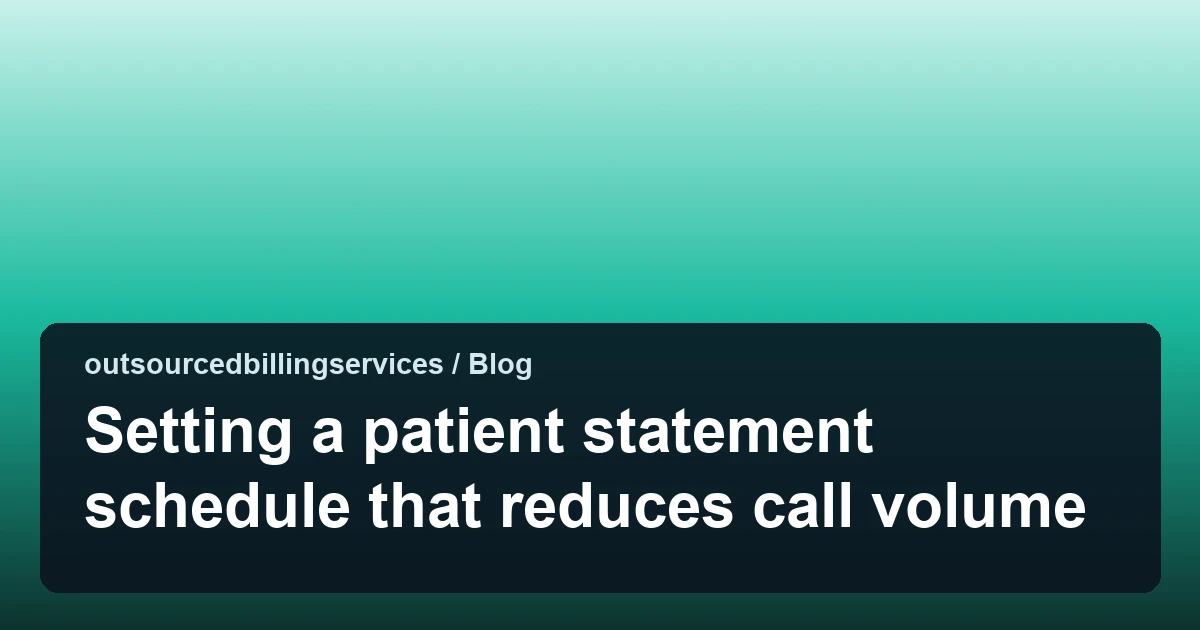 outsourcedbillingservices / Blog
Setting a patient statement
schedule that reduces call volume